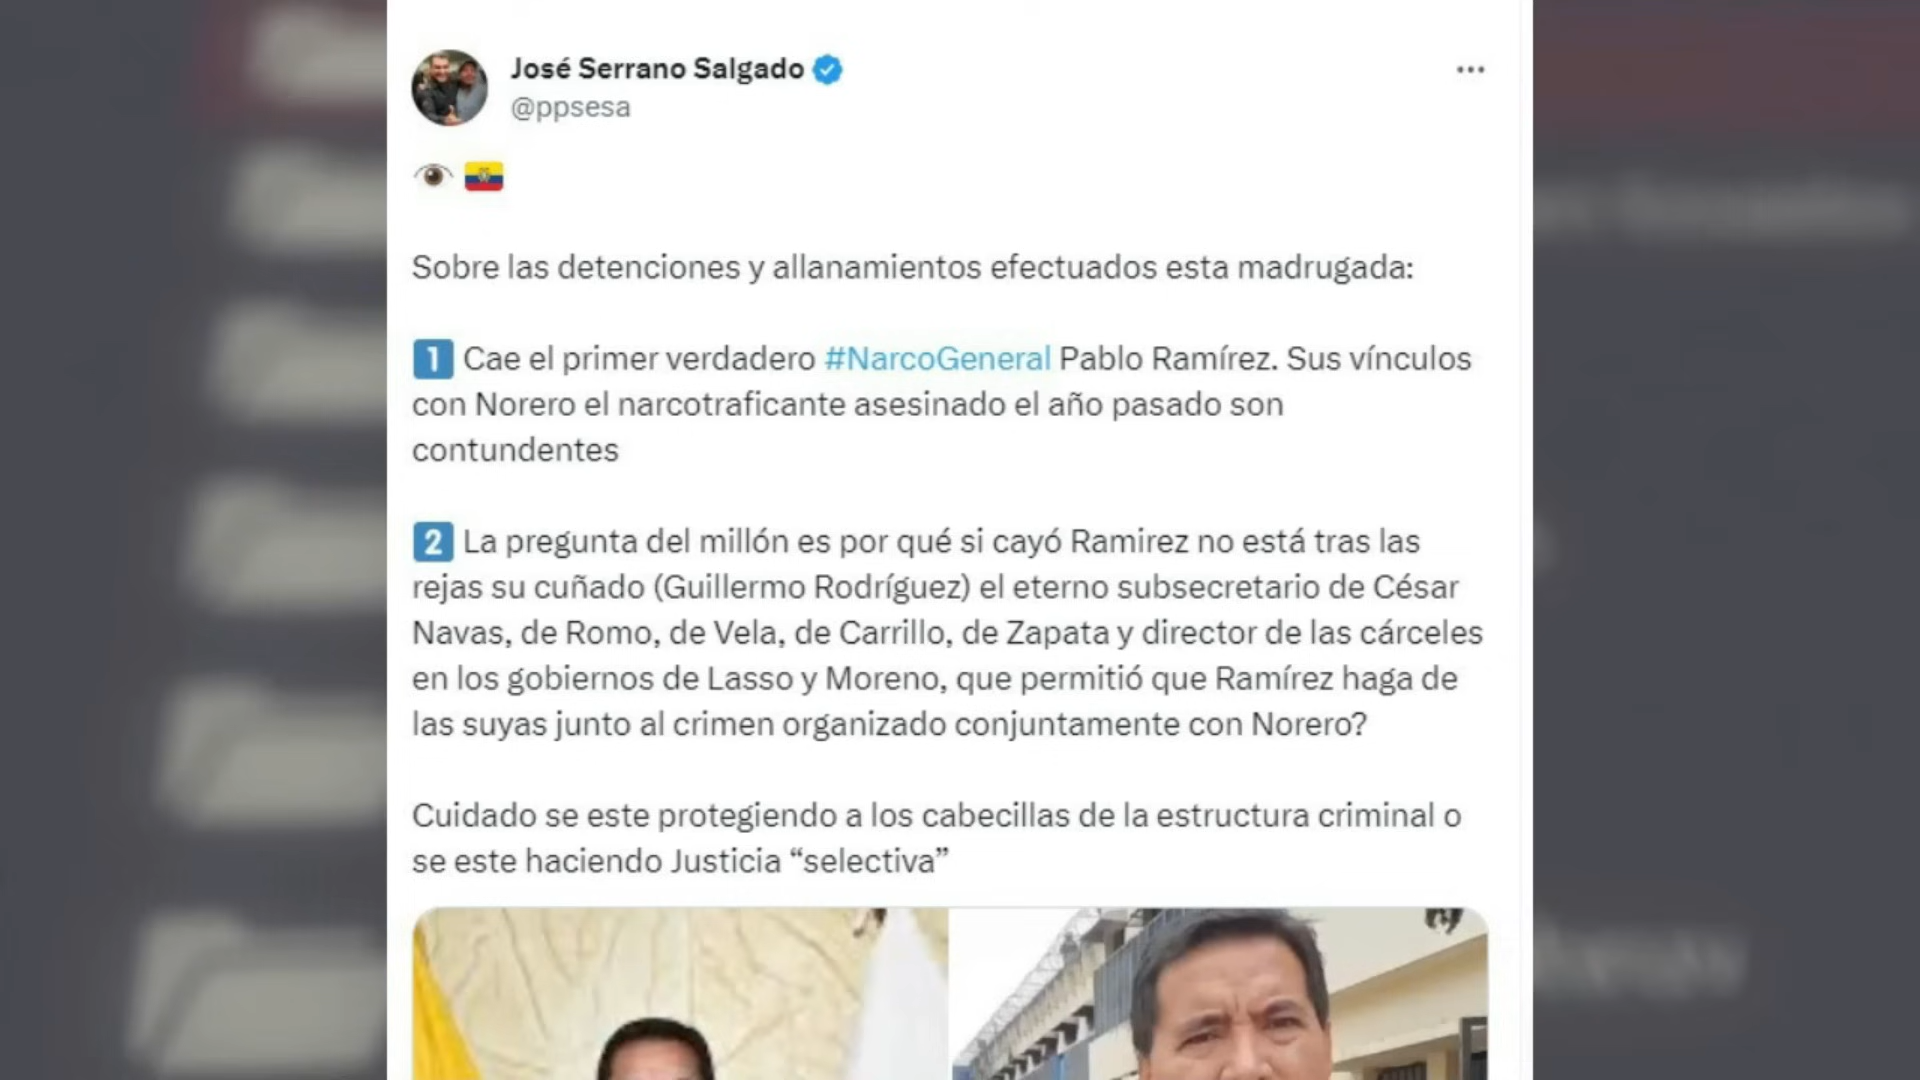 José Serrano Salgado
@ppsesa
Sobre las detenciones y allanamientos efectuados esta madrugada:
1 Cae el primer verdadero #NarcoGeneral Pablo Ramírez. Sus vínculos
con Norero el narcotraficante asesinado el año pasado son
contundentes
2 La pregunta del millón es por qué si cayó Ramirez no está tras las
rejas su cuñado (Guillermo Rodríguez) el eterno subsecretario de César
Navas, de Romo, de Vela, de Carrillo, de Zapata y director de las cárceles
en los gobiernos de Lasso y Moreno, que permitió que Ramírez haga de
las suyas junto al crimen organizado conjuntamente con Norero?
Cuidado se este protegiendo a los cabecillas de la estructura criminal o
se este haciendo Justicia “selectiva”